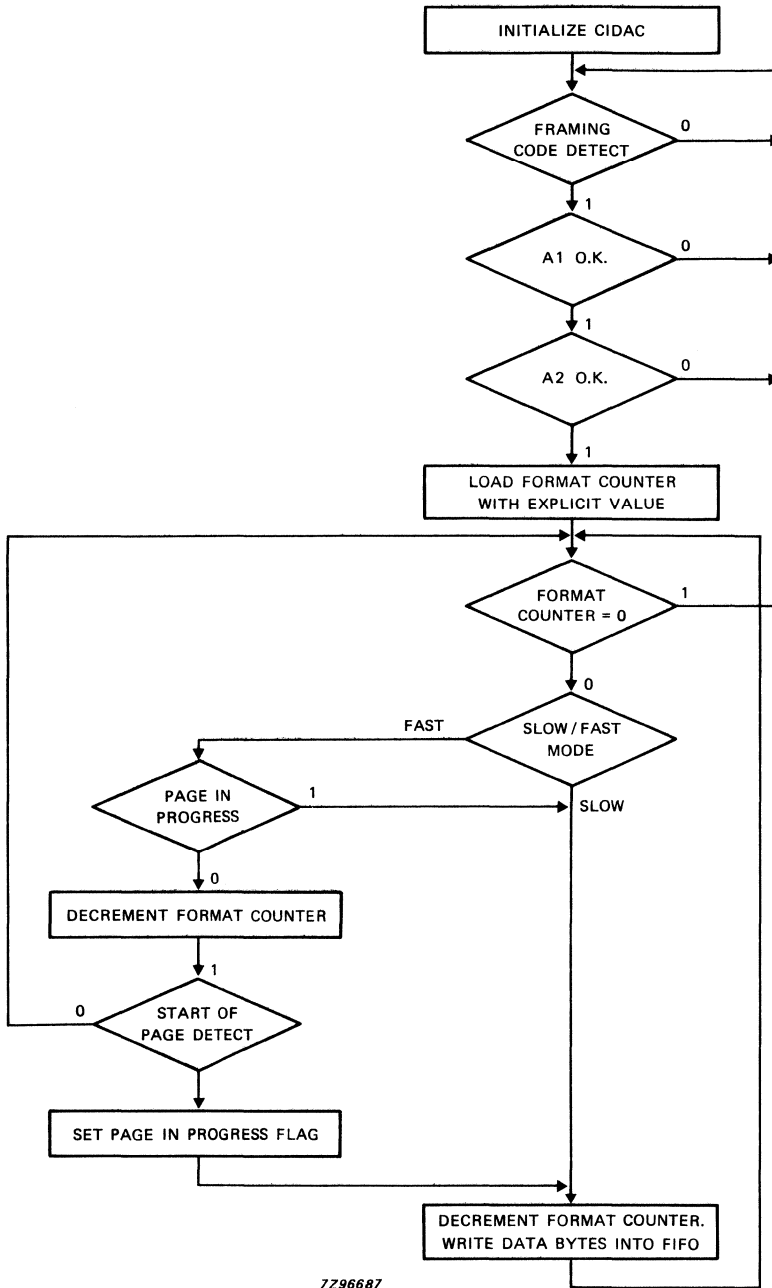 INITIALIZE CIDAC
FRAMING
CODE DETECT
0
1
A1 O.K.
0
1
A2 O.K.
0
1
LOAD FORMAT COUNTER
WITH EXPLICIT VALUE
FORMAT
COUNTER = 0
1
0
SLOW/FAST
MODE
FAST
SLOW
PAGE IN
PROGRESS
1
0
DECREMENT FORMAT COUNTER
1
START OF
PAGE DETECT
0
SET PAGE IN PROGRESS FLAG
DECREMENT FORMAT COUNTER.
WRITE DATA BYTES INTO FIFO
7Z96687